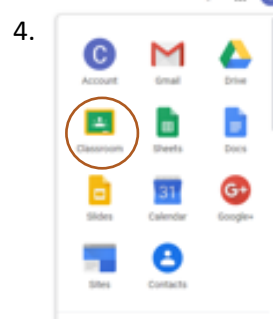 4.
C
Account Gmail Drive
Classroom Sheets Docs
31 G+
Slides Calendar Google+
Sites Contacts